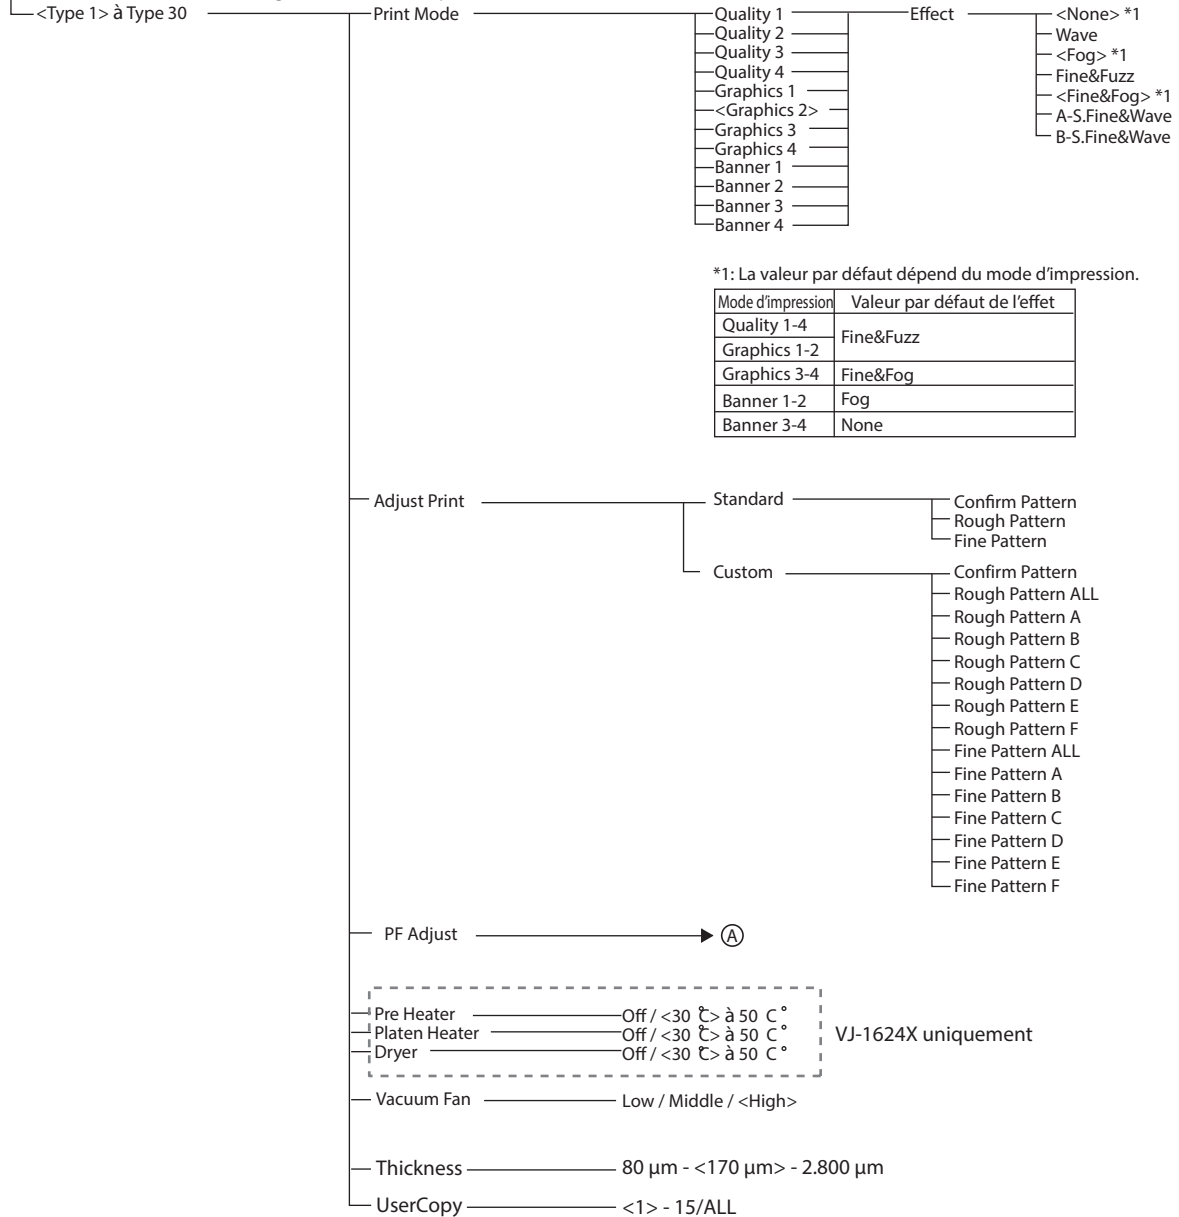 <Type 1> à Type 30
Print Mode
Quality 1
Quality 2
Quality 3
Quality 4
Graphics 1
<Graphics 2>
Graphics 3
Graphics 4
Banner 1
Banner 2
Banner 3
Banner 4
Effect
<None> *1
Wave
<Fog> *1
Fine&Fuzz
<Fine&Fog> *1
A-S.Fine&Wave
B-S.Fine&Wave
*1: La valeur par défaut dépend du mode d’impression.
Mode d’impression Valeur par défaut de l’effet
Quality 1-4 Fine&Fuzz
Graphics 1-2
Graphics 3-4 Fine&Fog
Banner 1-2 Fog
Banner 3-4 None
Adjust Print
Standard
Confirm Pattern
Rough Pattern
Fine Pattern
Custom
Confirm Pattern
Rough Pattern ALL
Rough Pattern A
Rough Pattern B
Rough Pattern C
Rough Pattern D
Rough Pattern E
Rough Pattern F
Fine Pattern ALL
Fine Pattern A
Fine Pattern B
Fine Pattern C
Fine Pattern D
Fine Pattern E
Fine Pattern F
PF Adjust A
Pre Heater Off / <30 °C> à 50 C°
Platen Heater Off / <30 °C> à 50 C°
Dryer Off / <30 °C> à 50 C°
VJ-1624X uniquement
Vacuum Fan Low / Middle / <High>
Thickness 80 µm - <170 µm> - 2.800 µm
UserCopy <1> - 15/ALL